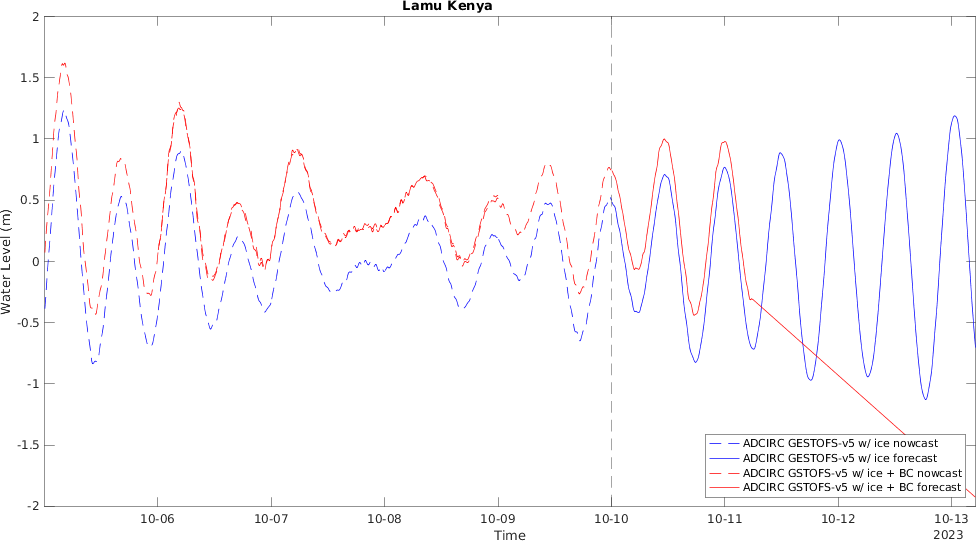 Lamu Kenya
Water Level (m)
2
1.5
1
0.5
0
-0.5
-1
-1.5
-2
ADCIRC GESTOFS-v5 w/ ice nowcast
ADCIRC GESTOFS-v5 w/ ice forecast
ADCIRC GSTOFS-v5 w/ ice + BC nowcast
ADCIRC GSTOFS-v5 w/ ice + BC forecast
10-06 10-07 10-08 10-09 10-10 10-11 10-12 10-13
2023
Time